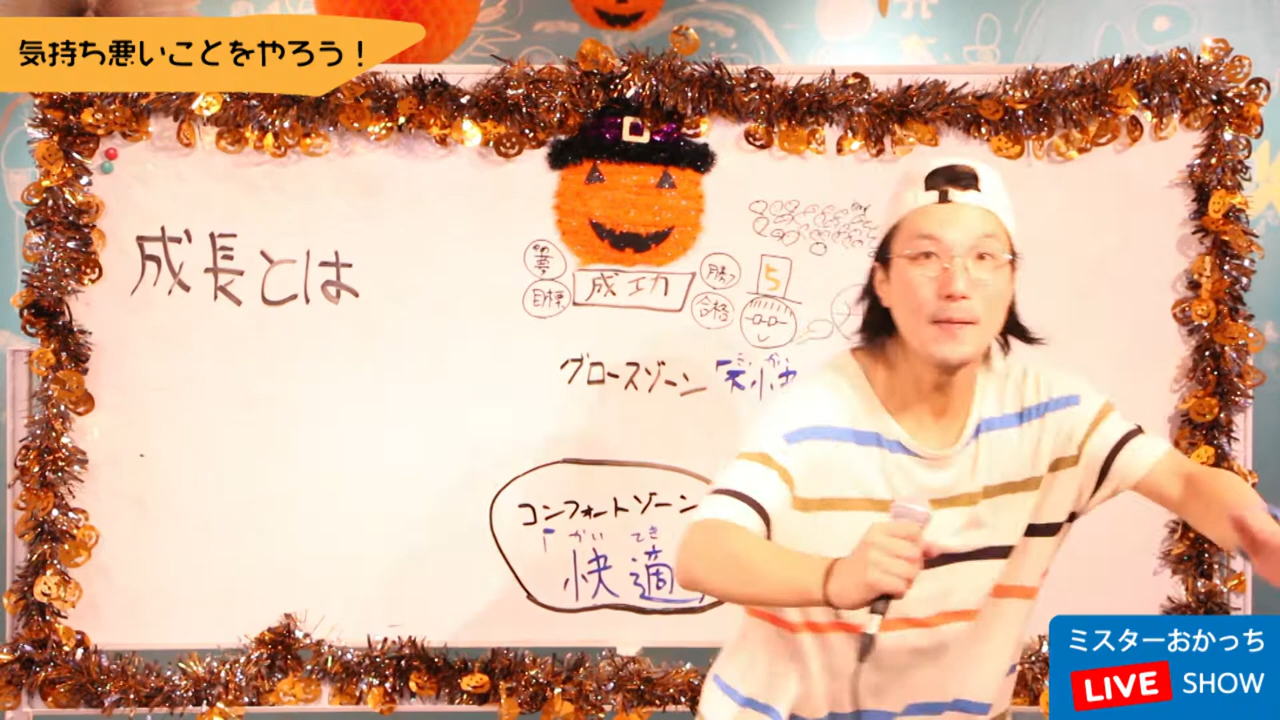 気持ち悪いことをやろう！
成長とは
夢
目標
成功
勝つ
合格
5
グロースゾーン
コンフォートゾーン
「かいてき
快適
ミスターおかっち
LIVE SHOW